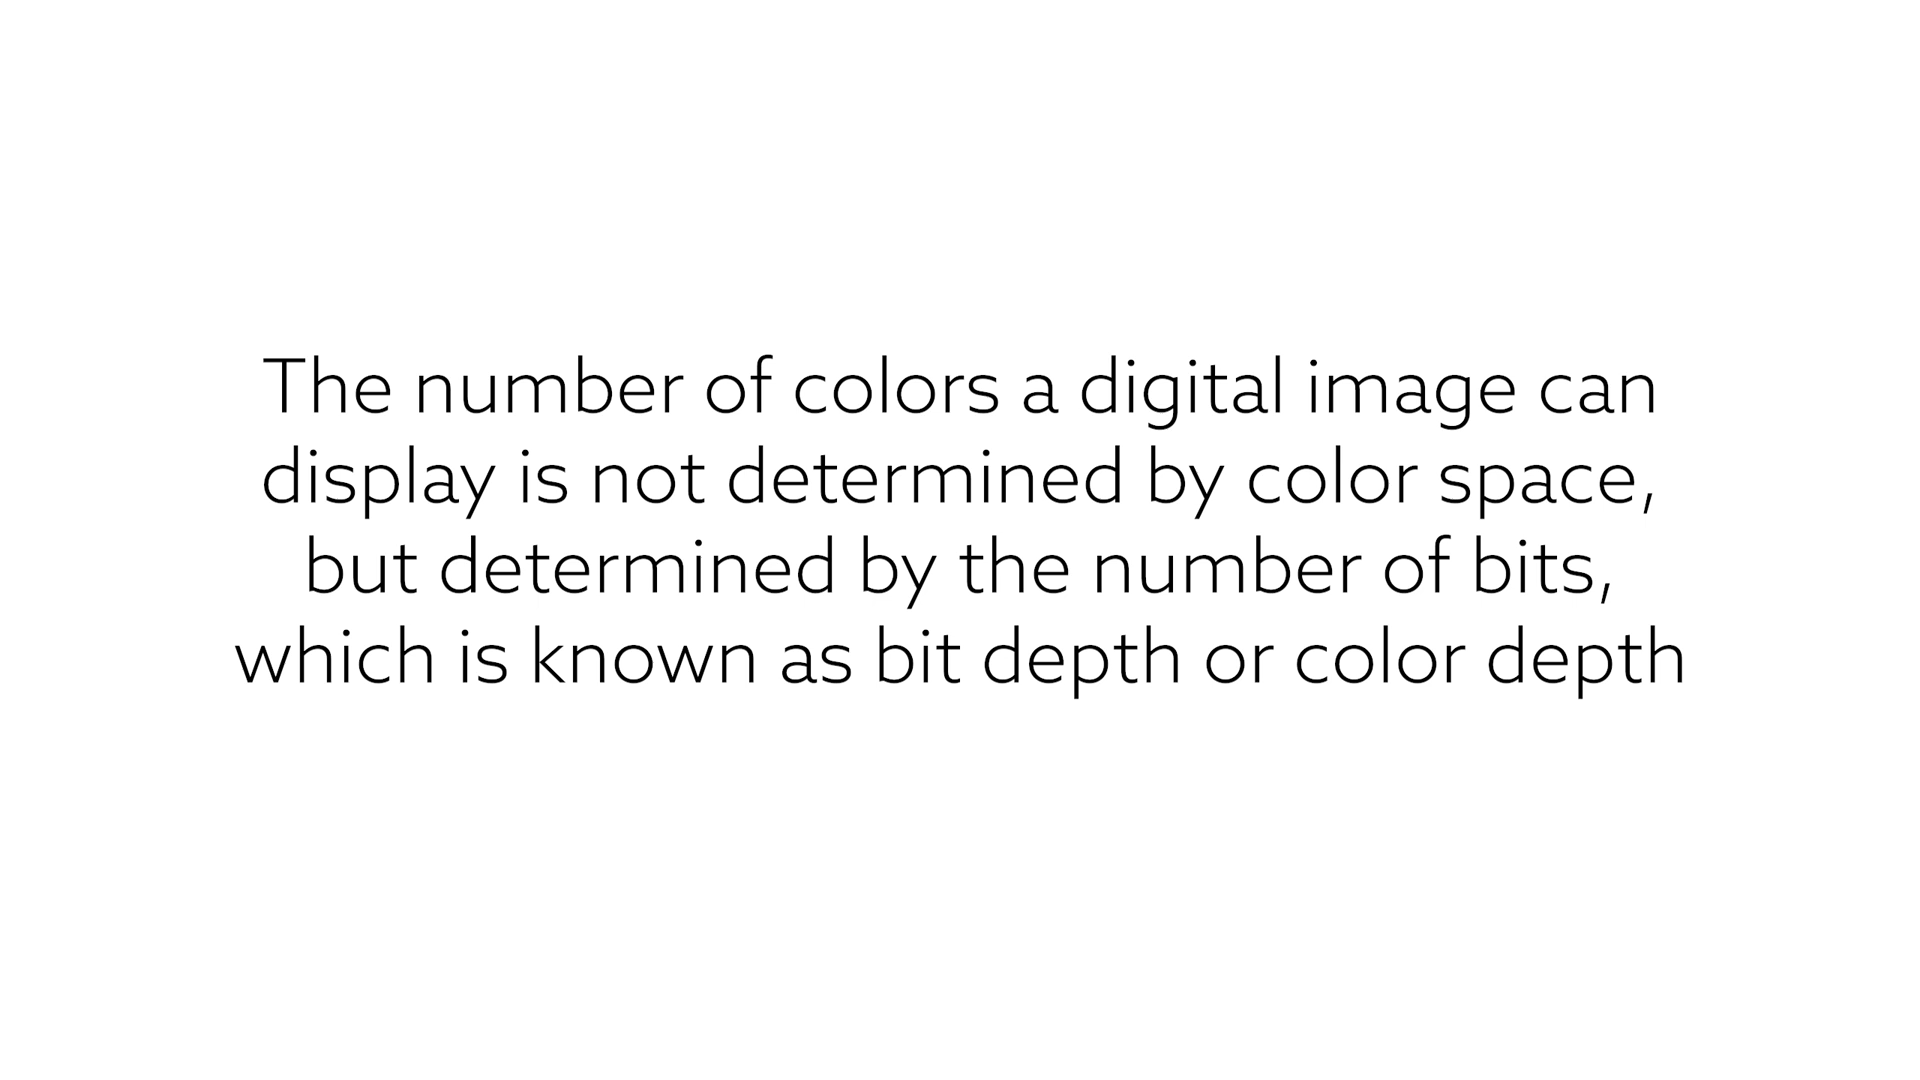 The number of colors a digital image can
display is not determined by color space,
but determined by the number of bits,
which is known as bit depth or color depth